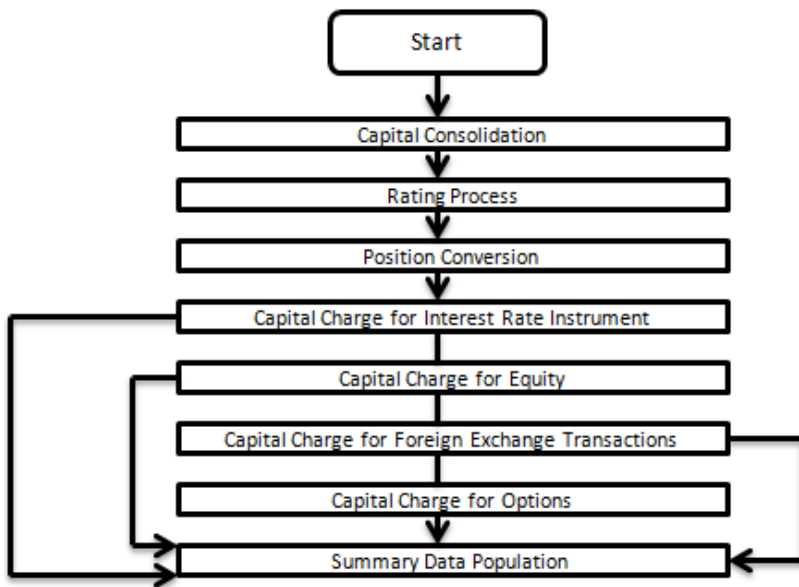 Start
Capital Consolidation
Rating Process
Position Conversion
Capital Charge for Interest Rate Instrument
Capital Charge for Equity
Capital Charge for Foreign Exchange Transactions
Capital Charge for Options
Summary Data Population